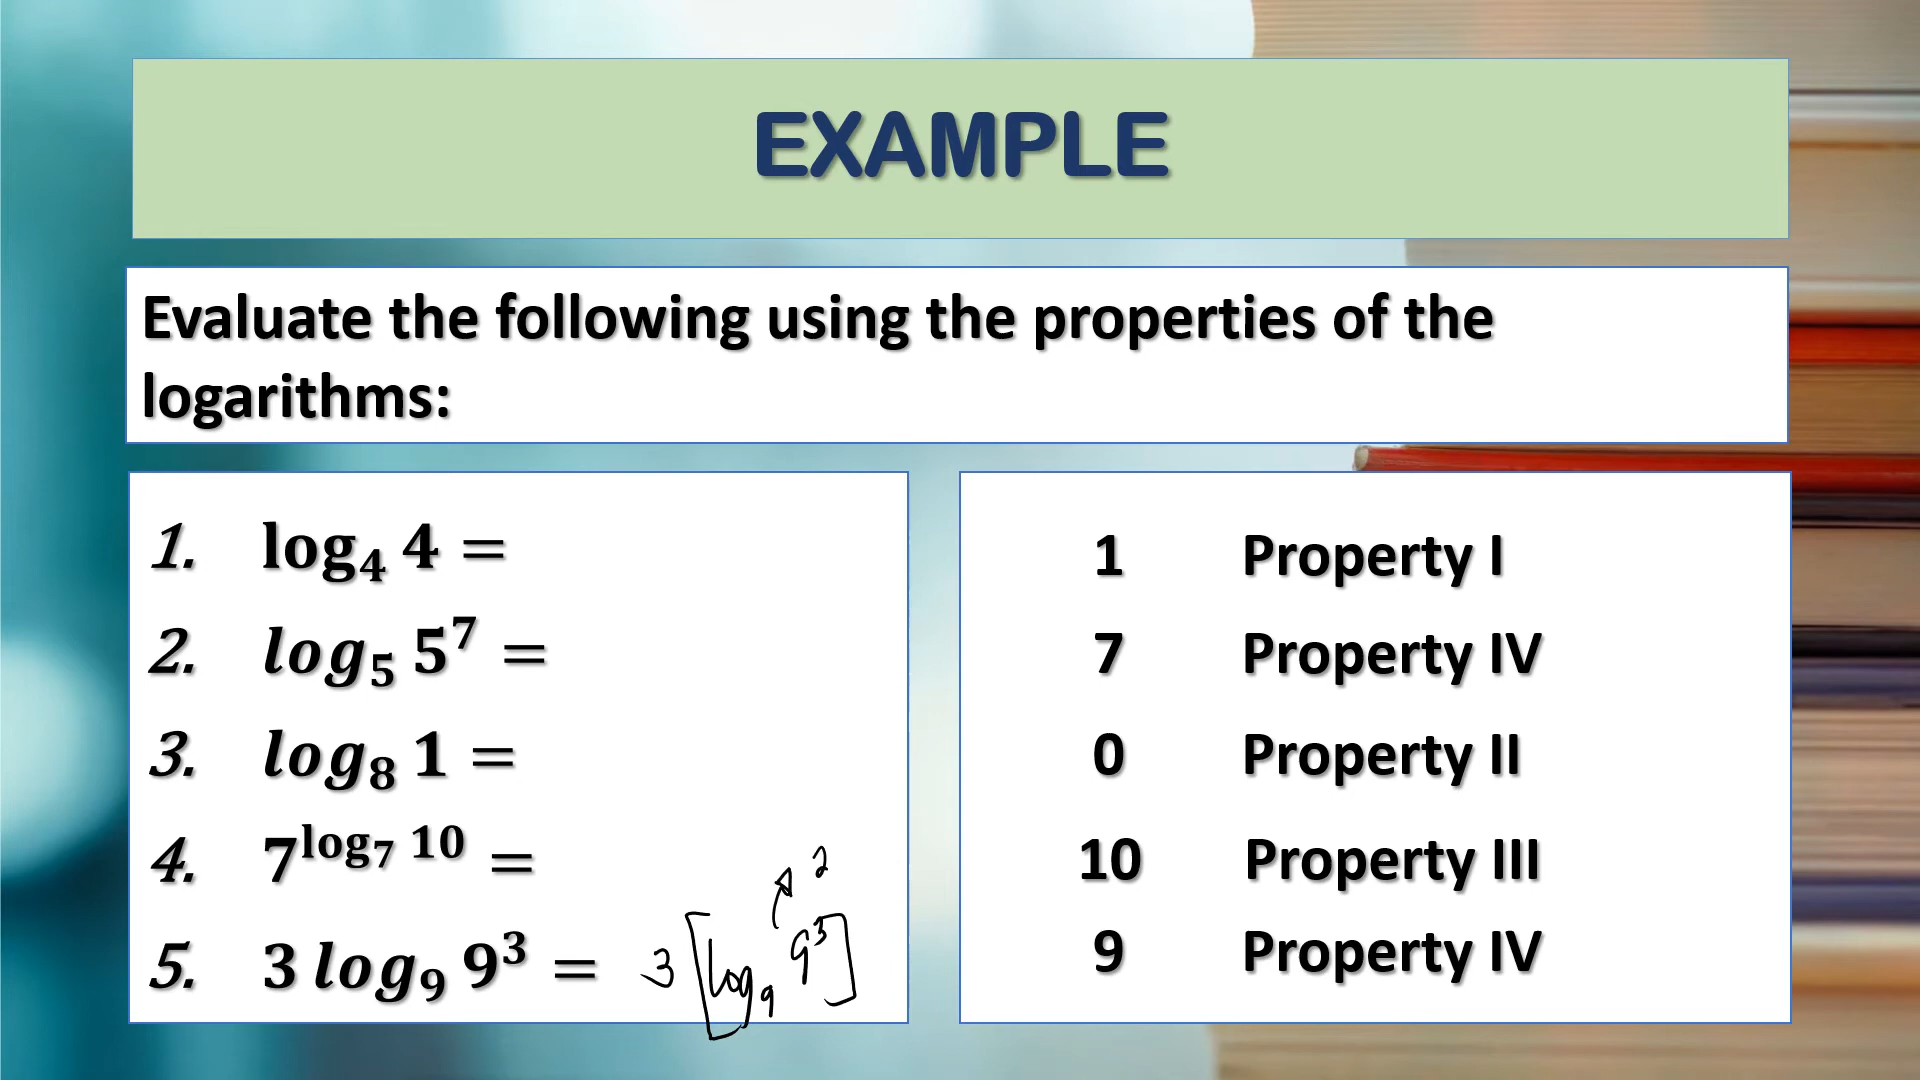 EXAMPLE
Evaluate the following using the properties of the
logarithms:
1. log₄ 4 =
2. log₅ 5⁷ =
3. log₈ 1 =
4. 7^(log₇ 10) =
5. 3 log₉ 9³ = 3 [log₉ 9³]
2
1 Property I
7 Property IV
0 Property II
10 Property III
9 Property IV